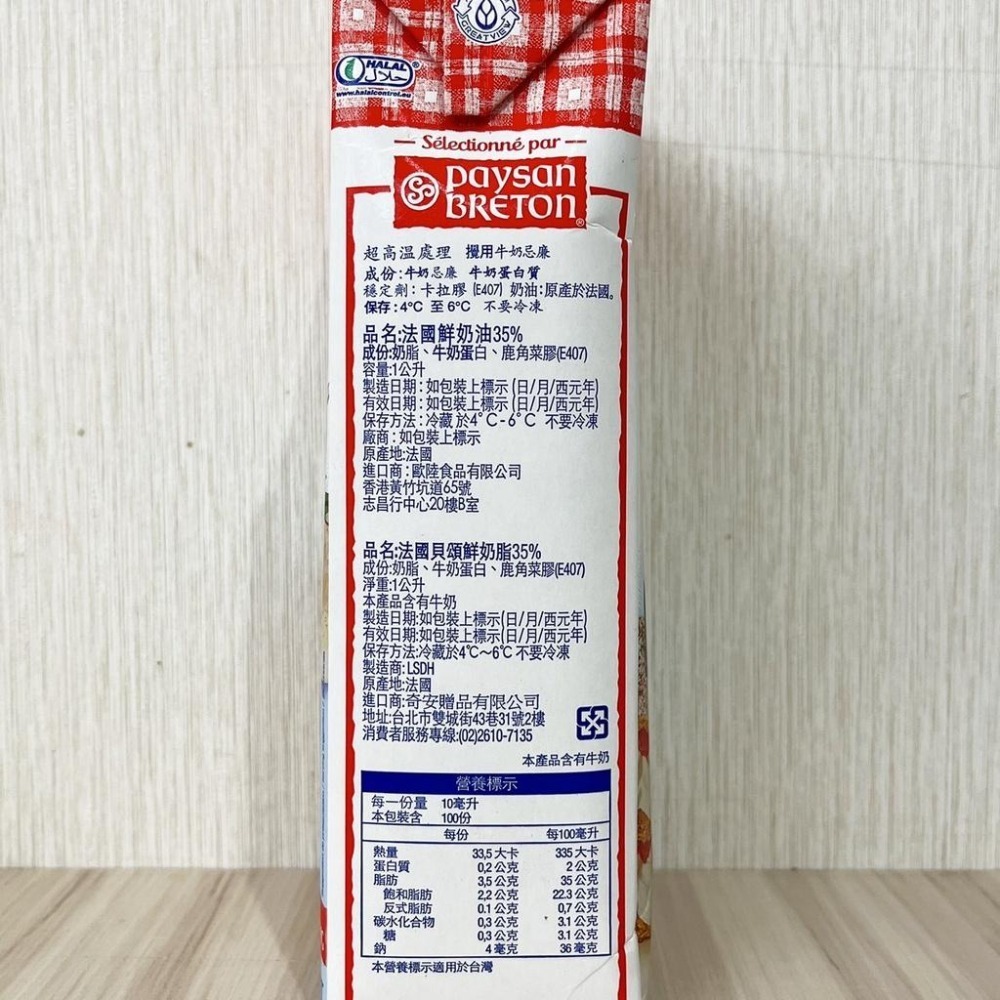 GREATVIEW
HALAL
حلال
www.halalcontrol.eu
Sélectionné par
paysan
BRETON
超高溫處理 攪用牛奶忌廉
成份:牛奶忌廉 牛奶蛋白質
穩定劑:卡拉膠 (E407) 奶油:原產於法國。
保存:4°C 至 6°C 不要冷凍
品名:法國鮮奶油35%
成份:奶脂、牛奶蛋白、鹿角菜膠(E407)
容量:1公升
製造日期:如包裝上標示(日/月/西元年)
有效日期:如包裝上標示(日/月/西元年)
保存方法:冷藏 於4°C-6°C 不要冷凍
廠商:如包裝上標示
原產地:法國
進口商:歐陸食品有限公司
香港黃竹坑道65號
志昌行中心20樓B室
品名:法國貝頌鮮奶脂35%
成份:奶脂、牛奶蛋白、鹿角菜膠(E407)
淨重:1公升
本產品含有牛奶
製造日期:如包裝上標示(日/月/西元年)
有效日期:如包裝上標示(日/月/西元年)
保存方法:冷藏於4℃~6℃不要冷凍
製造商:LSDH
原產地:法國
進口商:奇安贈品有限公司
地址:台北市雙城街43巷31號2樓
消費者服務專線:(02)2610-7135
本產品含有牛奶
營養標示
每一份量 10毫升
本包裝含 100份
每份 每100毫升
熱量 33,5 大卡 335 大卡
蛋白質 0,2 公克 2 公克
脂肪 3,5 公克 35 公克
飽和脂肪 2,2 公克 22.3 公克
反式脂肪 0.1 公克 0,7 公克
碳水化合物 0,3 公克 3.1 公克
糖 0,3 公克 3.1 公克
鈉 4 毫克 36 毫克
本營養標示適用於台灣